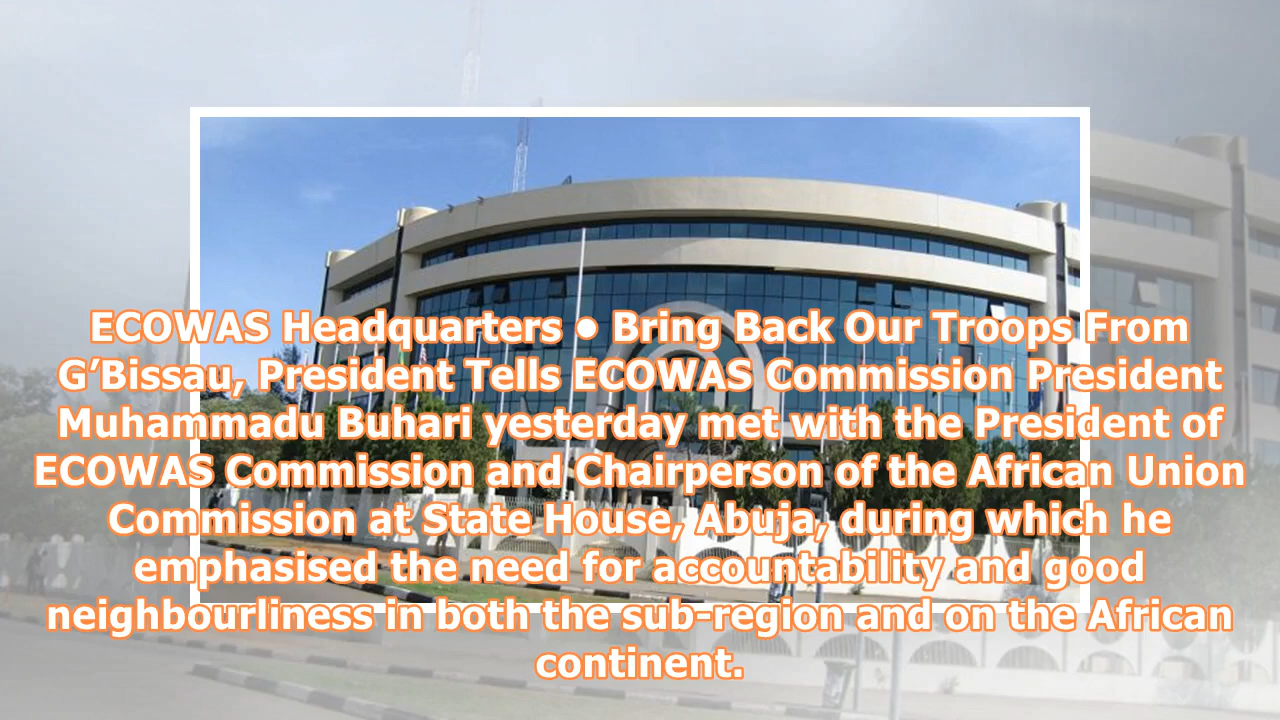 ECOWAS Headquarters • Bring Back Our Troops From
G’Bissau, President Tells ECOWAS Commission President
Muhammadu Buhari yesterday met with the President of
ECOWAS Commission and Chairperson of the African Union
Commission at State House, Abuja, during which he
emphasised the need for accountability and good
neighbourliness in both the sub-region and on the African
continent.